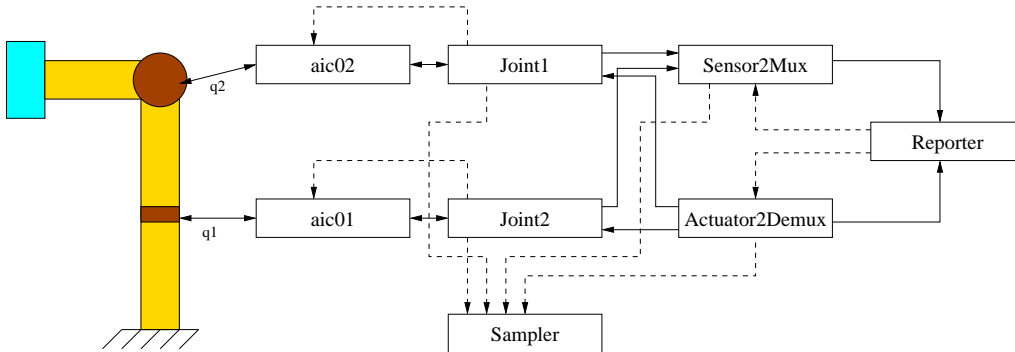 aic02
Joint1
Sensor2Mux
q2
Reporter
aic01
Joint2
Actuator2Demux
q1
Sampler